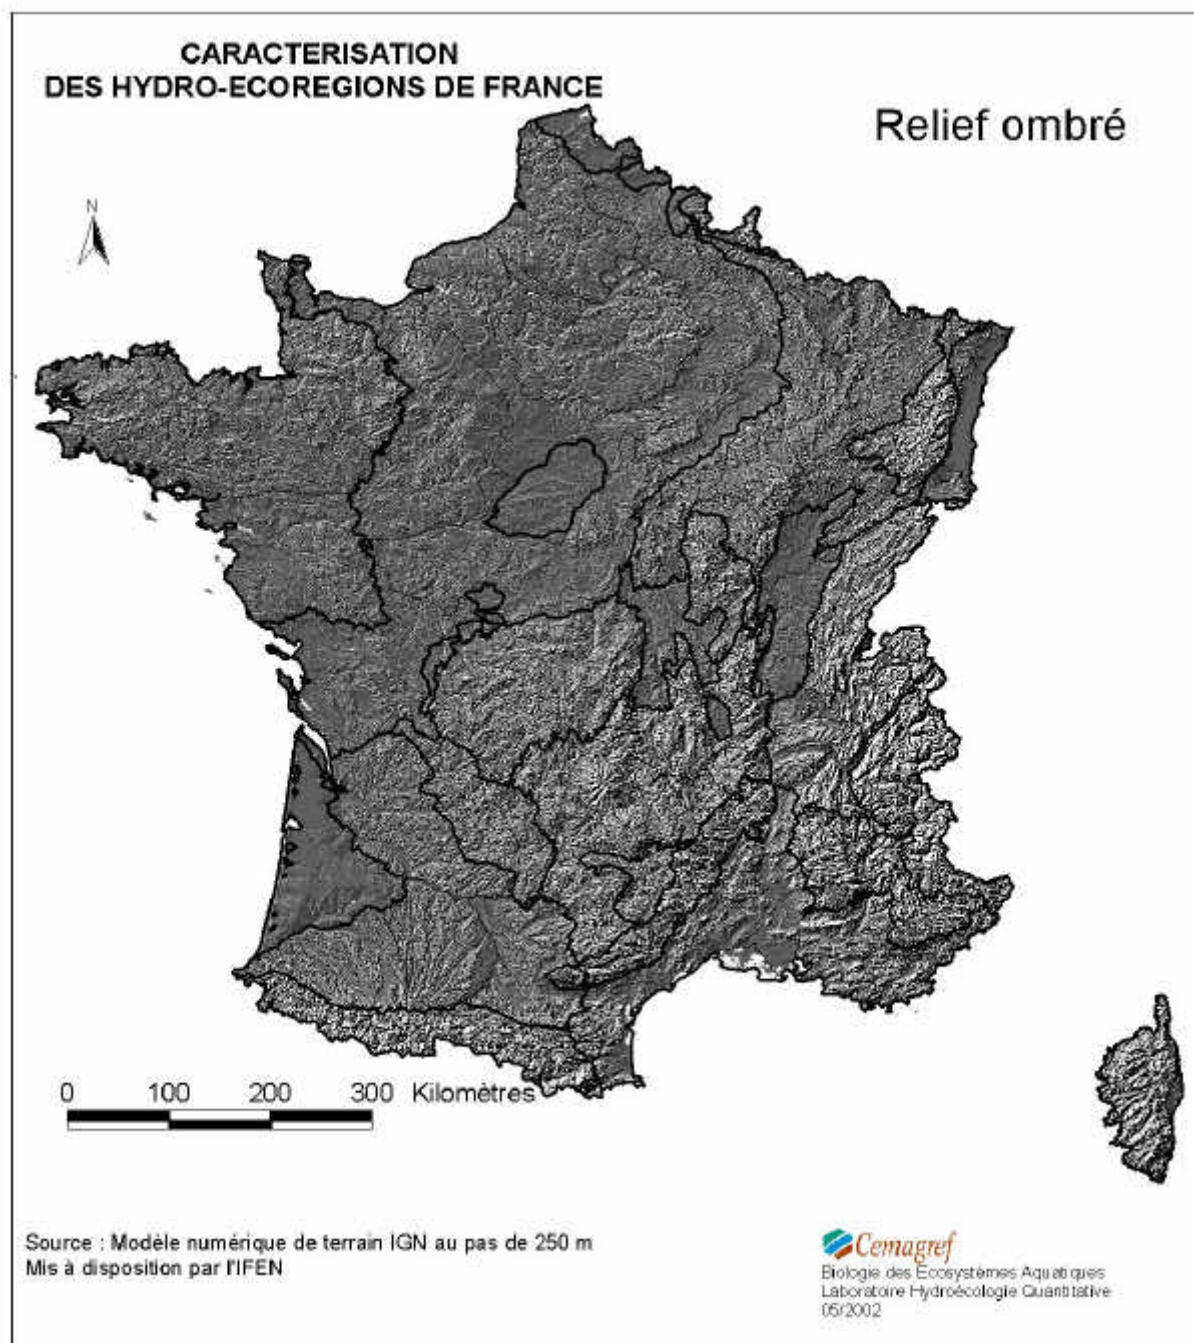 CARACTERISATION
DES HYDRO-ECOREGIONS DE FRANCE
Relief ombré
N
0 100 200 300 Kilomètres
Source : Modèle numérique de terrain IGN au pas de 250 m
Mis à disposition par l'IFEN
Cemagref
Biologie des Ecosystèmes Aquatiques
Laboratoire Hydroécologie Quantitative
05/2002